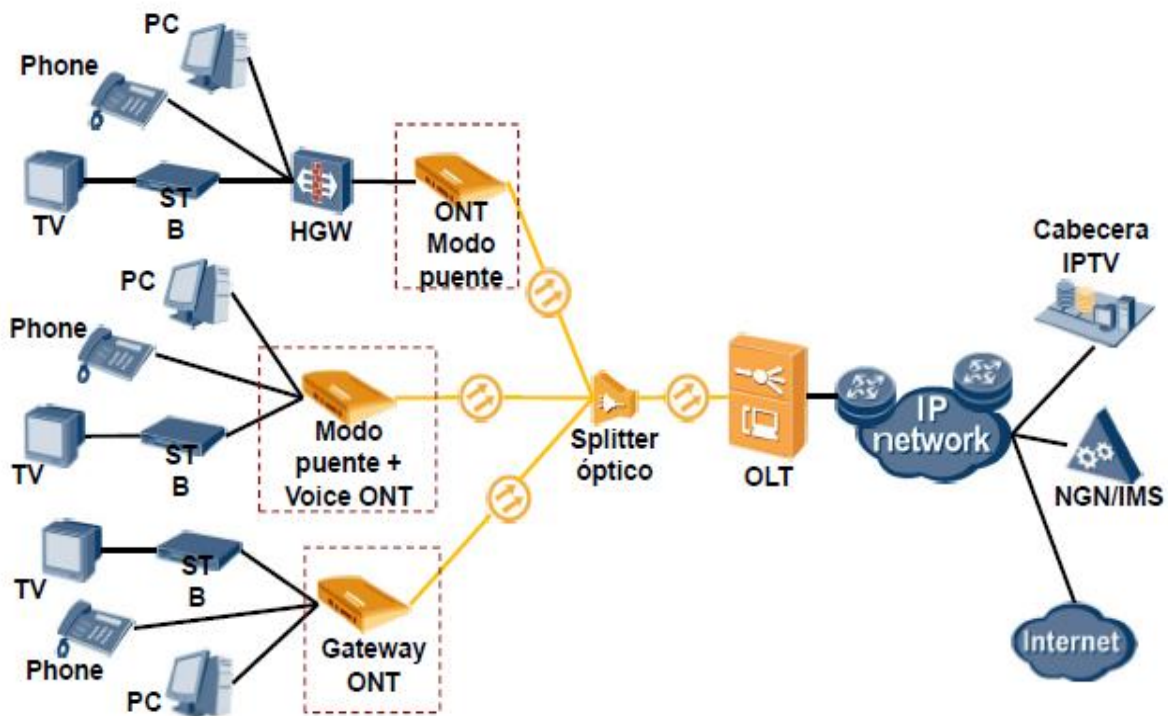 PC
Phone
TV
ST
B
HGW
ONT
Modo
puente
PC
Phone
TV
ST
B
Modo
puente +
Voice ONT
TV
ST
B
Phone
PC
Gateway
ONT
Splitter
óptico
OLT
IP
network
Cabecera
IPTV
NGN/IMS
Internet